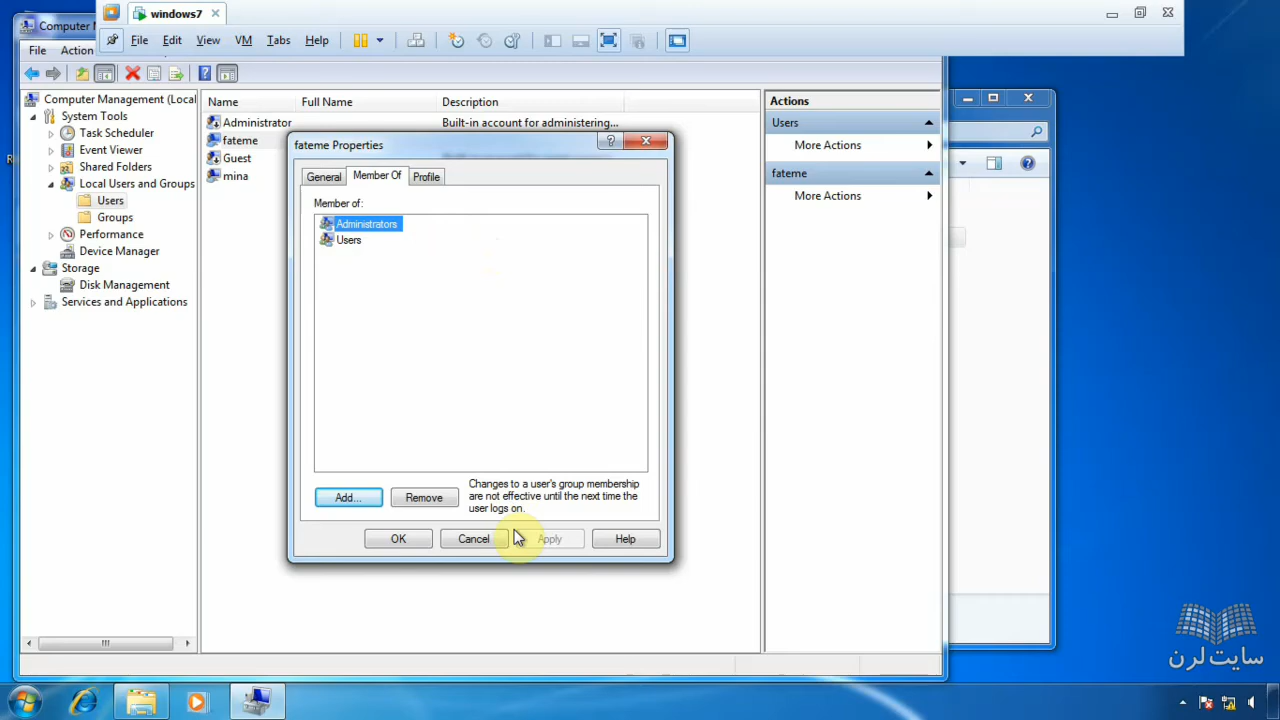 windows7
File Edit View VM Tabs Help
Computer M
File Action
Computer Management (Local
System Tools
Task Scheduler
Event Viewer
Shared Folders
Local Users and Groups
Users
Groups
Performance
Device Manager
Storage
Disk Management
Services and Applications
Name Full Name Description
Administrator Built-in account for administering...
fateme
Guest
mina
fateme Properties
General Member Of Profile
Member of:
Administrators
Users
Add... Remove
Changes to a user's group membership
are not effective until the next time the
user logs on.
OK Cancel Apply Help
Actions
Users
More Actions
fateme
More Actions
سایت لرن